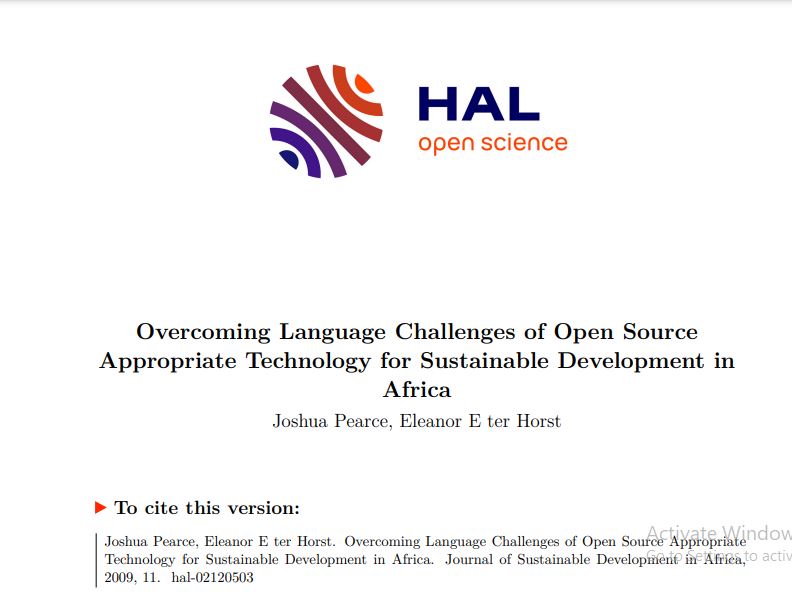 HAL
open science
Overcoming Language Challenges of Open Source
Appropriate Technology for Sustainable Development in
Africa
Joshua Pearce, Eleanor E ter Horst
To cite this version:
Joshua Pearce, Eleanor E ter Horst. Overcoming Language Challenges of Open Source Appropriate
Technology for Sustainable Development in Africa. Journal of Sustainable Development in Africa,
2009, 11. hal-02120503
Activate Window
Go to Settings to activ